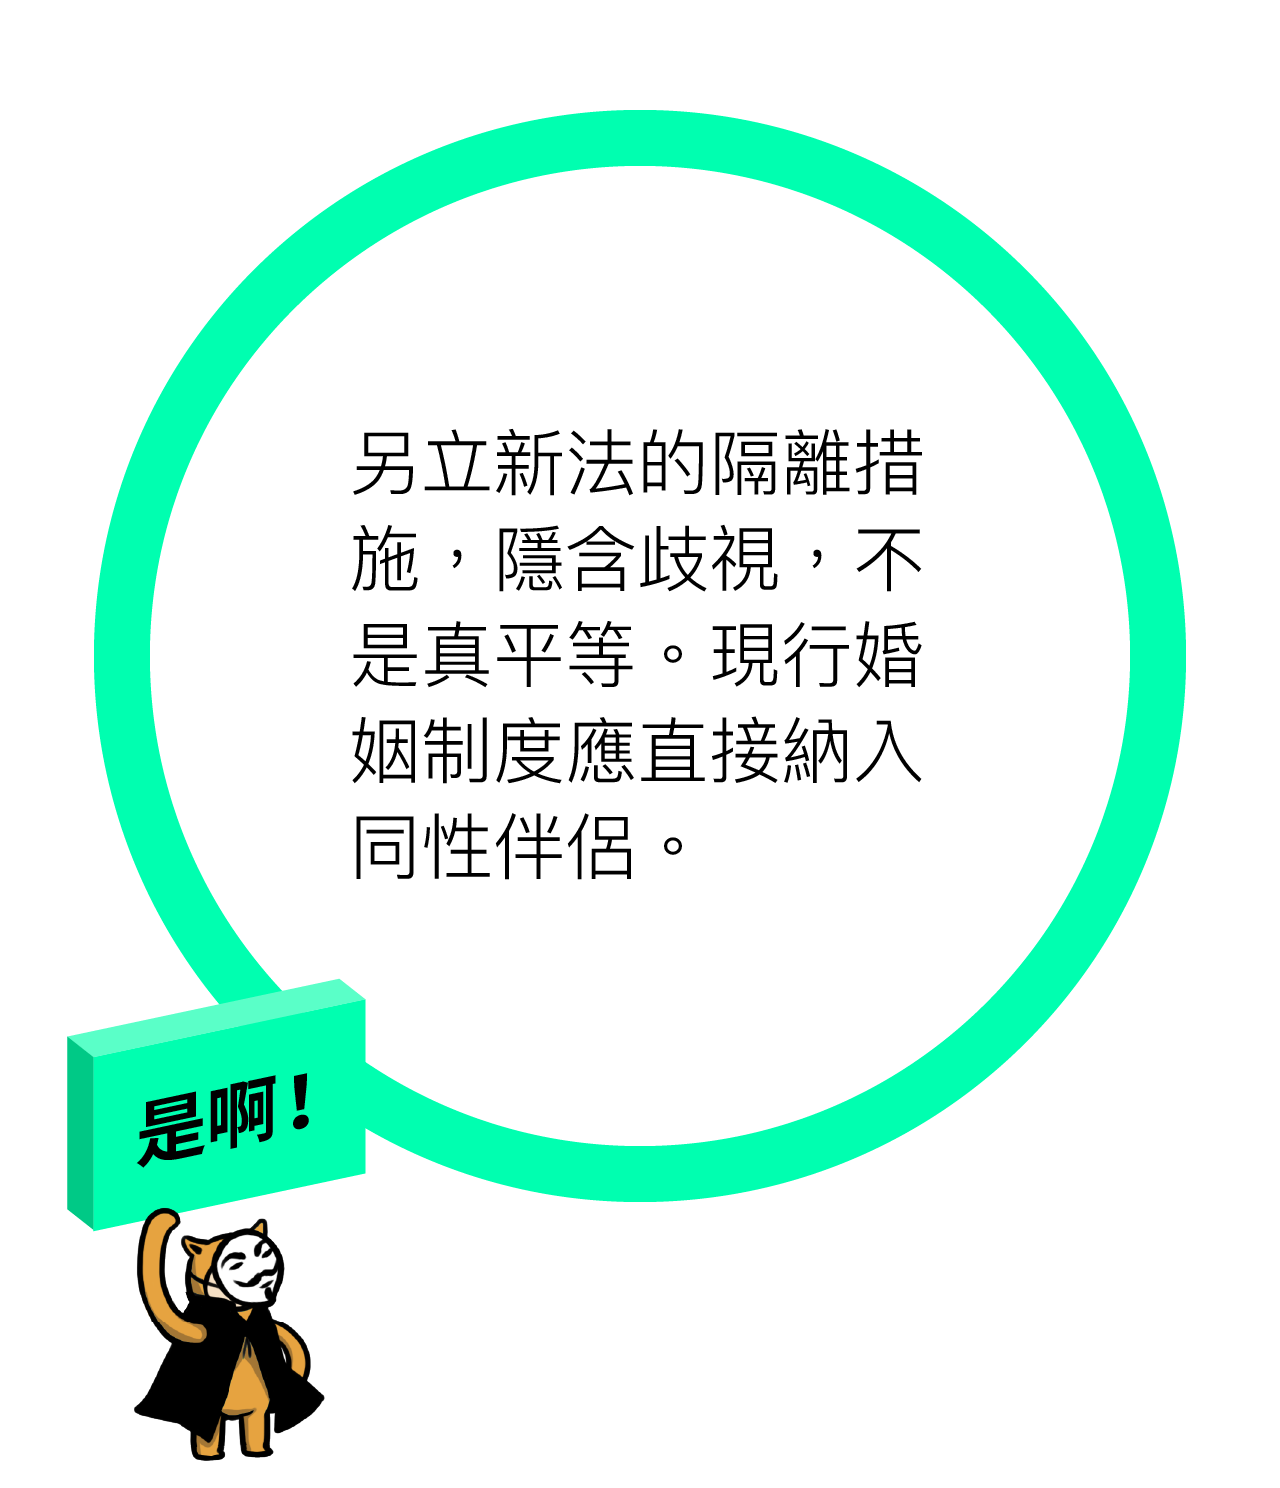 另立新法的隔離措
施，隱含歧視，不
是真平等。現行婚
姻制度應直接納入
同性伴侶。
是啊！